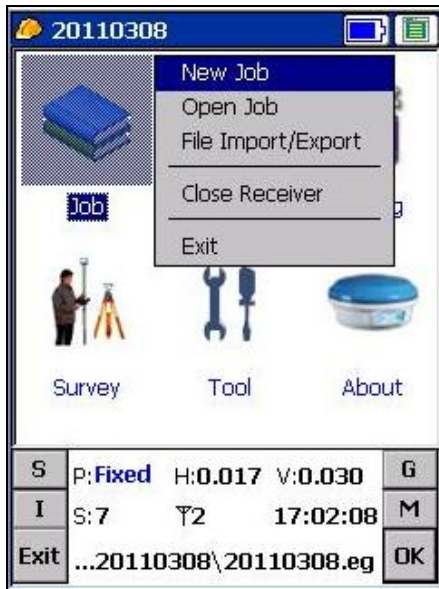 20110308
New Job
Open Job
File Import/Export
Close Receiver
Exit
Job
Survey Tool About
S P:Fixed H:0.017 V:0.030 G
I S:7 2 17:02:08 M
Exit ...20110308\20110308.eg OK